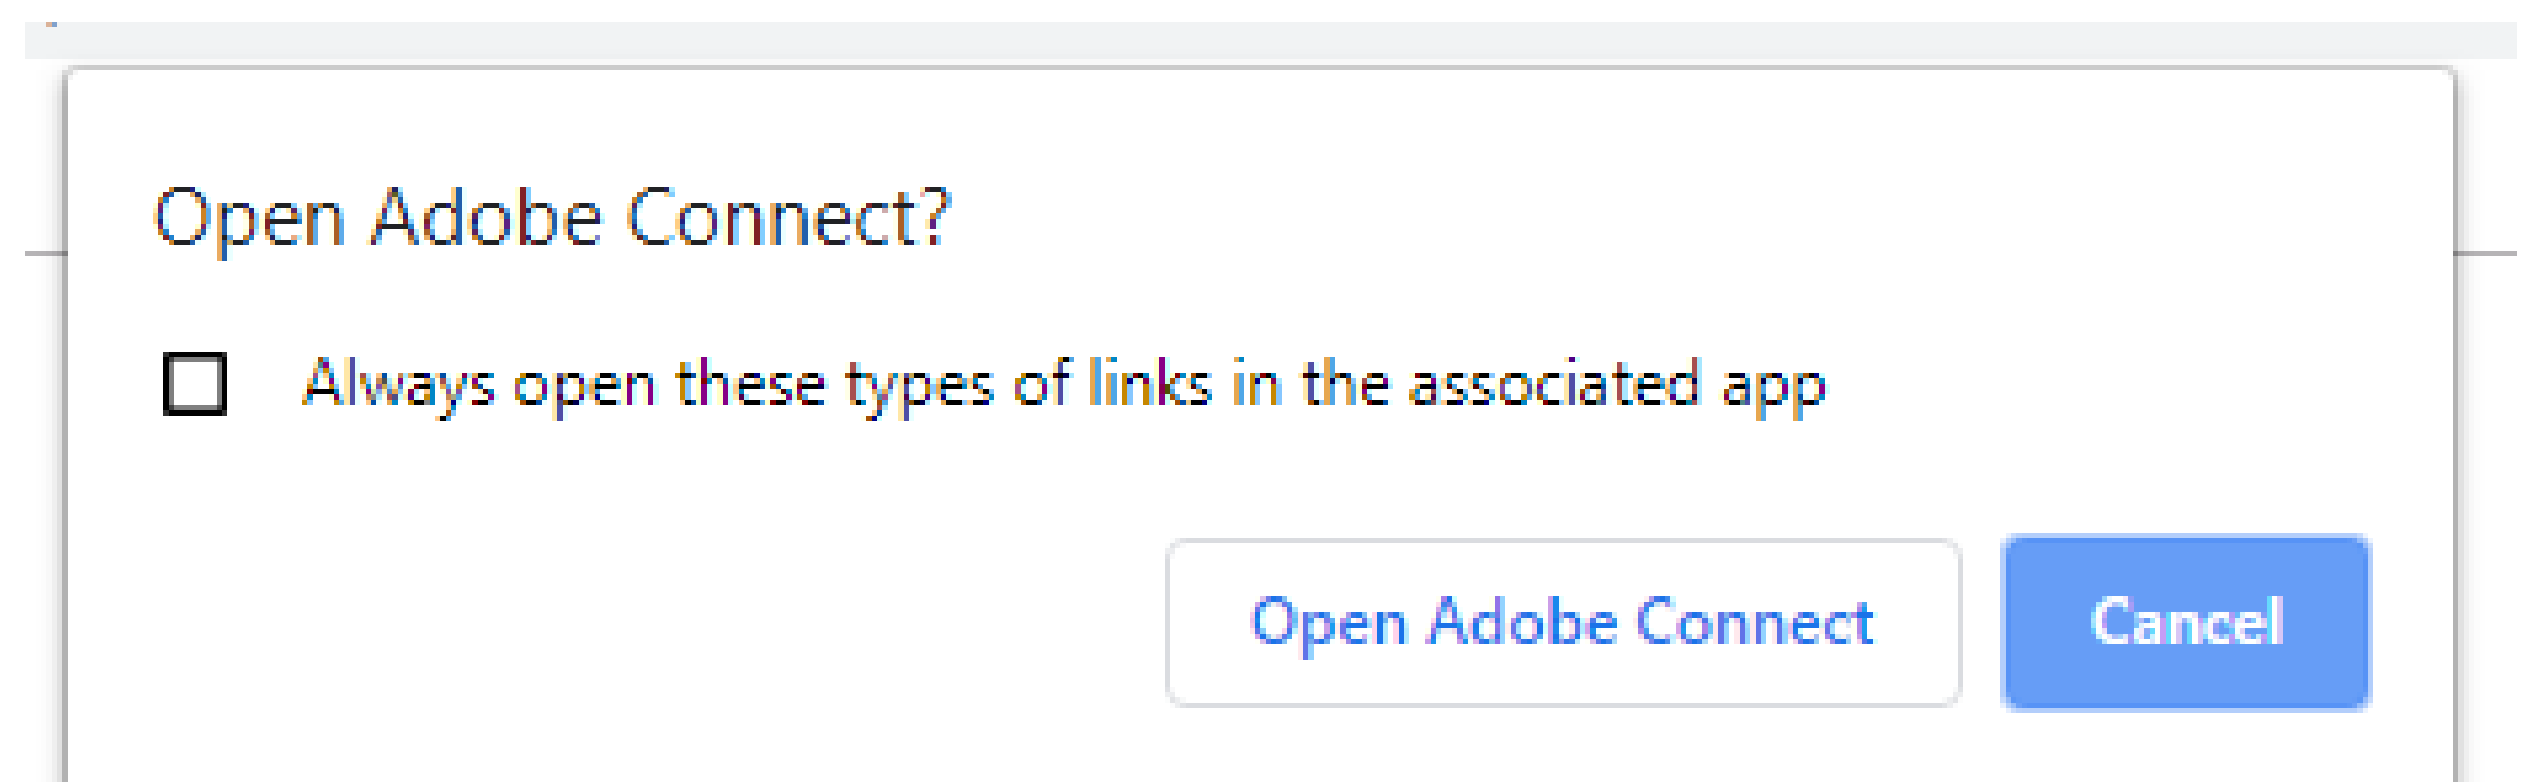 Open Adobe Connect?
Always open these types of links in the associated app
Open Adobe Connect
Cancel